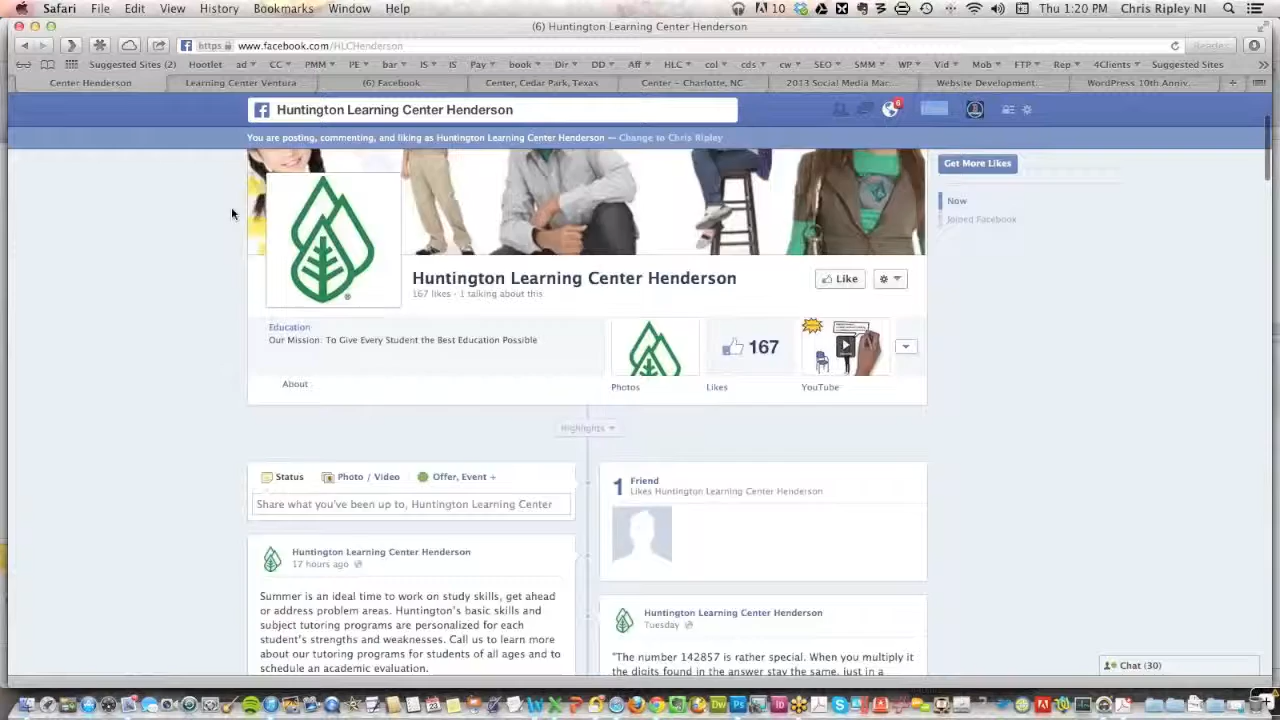 Safari File Edit View History Bookmarks Window Help 10 Thu 1:20 PM Chris Ripley NI
(6) Huntington Learning Center Henderson
https www.facebook.com/HLCHenderson Reader
Suggested Sites (2) Hootlet ad CC PMM PE bar IS IS Pay book Dir DD Aff HLC col cds cw SEO SMM WP Vid Mob FTP Rep 4Clients Suggested Sites
Center Henderson Learning Center Ventura (6) Facebook Center, Cedar Park, Texas Center – Charlotte, NC 2013 Social Media Mac... Website Development... WordPress 10th Anniv...
Huntington Learning Center Henderson 6
You are posting, commenting, and liking as Huntington Learning Center Henderson — Change to Chris Ripley
Get More Likes
Now
Joined Facebook
Huntington Learning Center Henderson Like
167 likes · 1 talking about this
Education
Our Mission: To Give Every Student the Best Education Possible
167
About Photos Likes YouTube
Highlights
Status Photo / Video Offer, Event +
Share what you've been up to, Huntington Learning Center
1 Friend
Likes Huntington Learning Center Henderson
Huntington Learning Center Henderson
17 hours ago
Summer is an ideal time to work on study skills, get ahead
or address problem areas. Huntington's basic skills and
subject tutoring programs are personalized for each
student's strengths and weaknesses. Call us to learn more
about our tutoring programs for students of all ages and to
schedule an academic evaluation.
Huntington Learning Center Henderson
Tuesday
"The number 142857 is rather special. When you multiply it
the digits found in the answer stay the same, just in a
Chat (30)